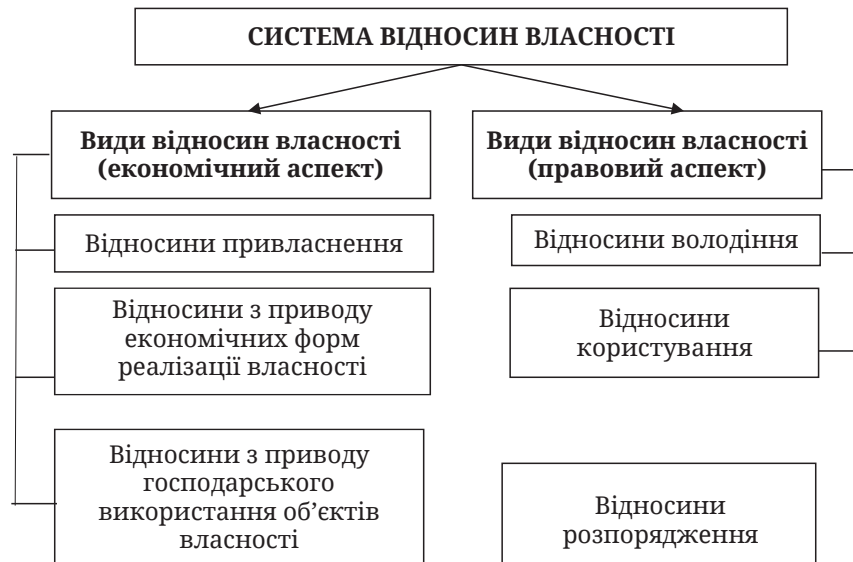 СИСТЕМА ВІДНОСИН ВЛАСНОСТІ
Види відносин власності
(економічний аспект)
Відносини привласнення
Відносини з приводу
економічних форм
реалізації власності
Відносини з приводу
господарського
використання об’єктів
власності
Види відносин власності
(правовий аспект)
Відносини володіння
Відносини
користування
Відносини
розпорядження